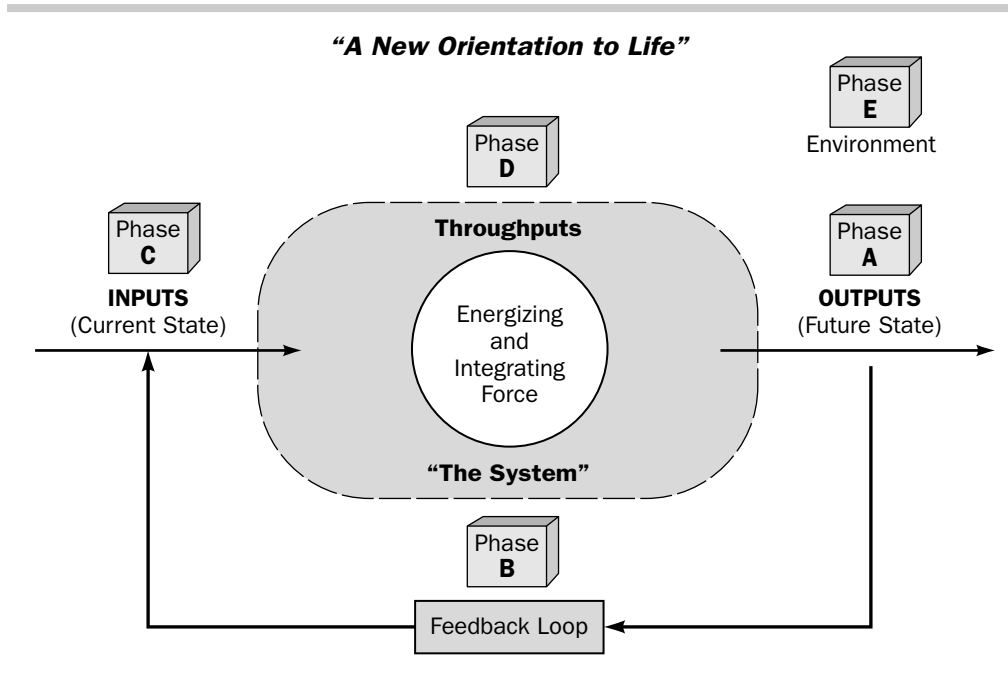 “A New Orientation to Life”
Phase
E
Environment
Phase
D
Phase
C
INPUTS
(Current State)
Throughputs
Energizing
and
Integrating
Force
“The System”
Phase
A
OUTPUTS
(Future State)
Phase
B
Feedback Loop